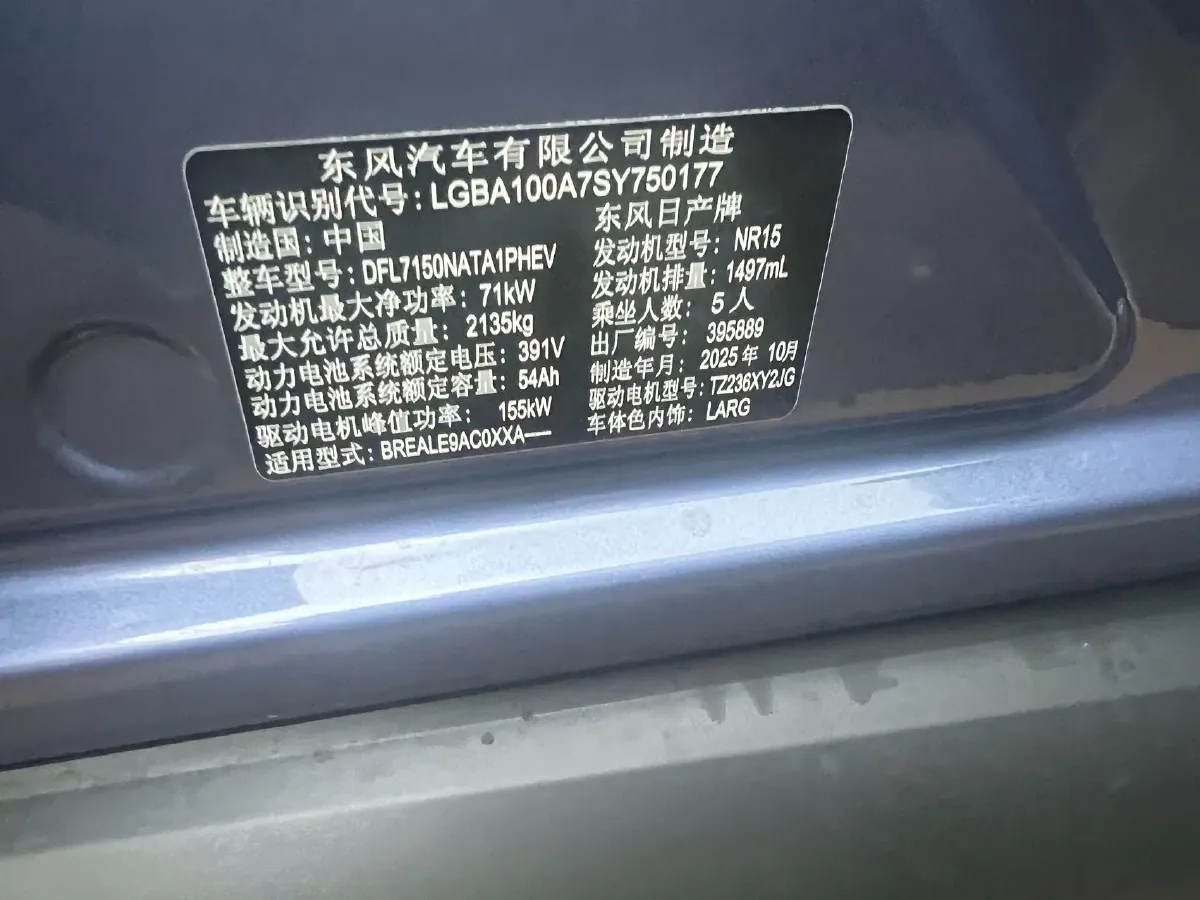 东风汽车有限公司制造
车辆识别代号：LGBA100A7SY750177
制造国：中国 东风日产牌
整车型号：DFL7150NATA1PHEV 发动机型号：NR15
发动机最大净功率：71kW 发动机排量：1497mL
最大允许总质量：2135kg 乘坐人数：5人
动力电池系统额定电压：391V 出厂编号：395889
动力电池系统额定容量：54Ah 制造年月：2025年 10月
驱动电机峰值功率：155kW 驱动电机型号：TZ236XY2JG
适用型式：BREALE9AC0XXA— 车体色内饰：LARG